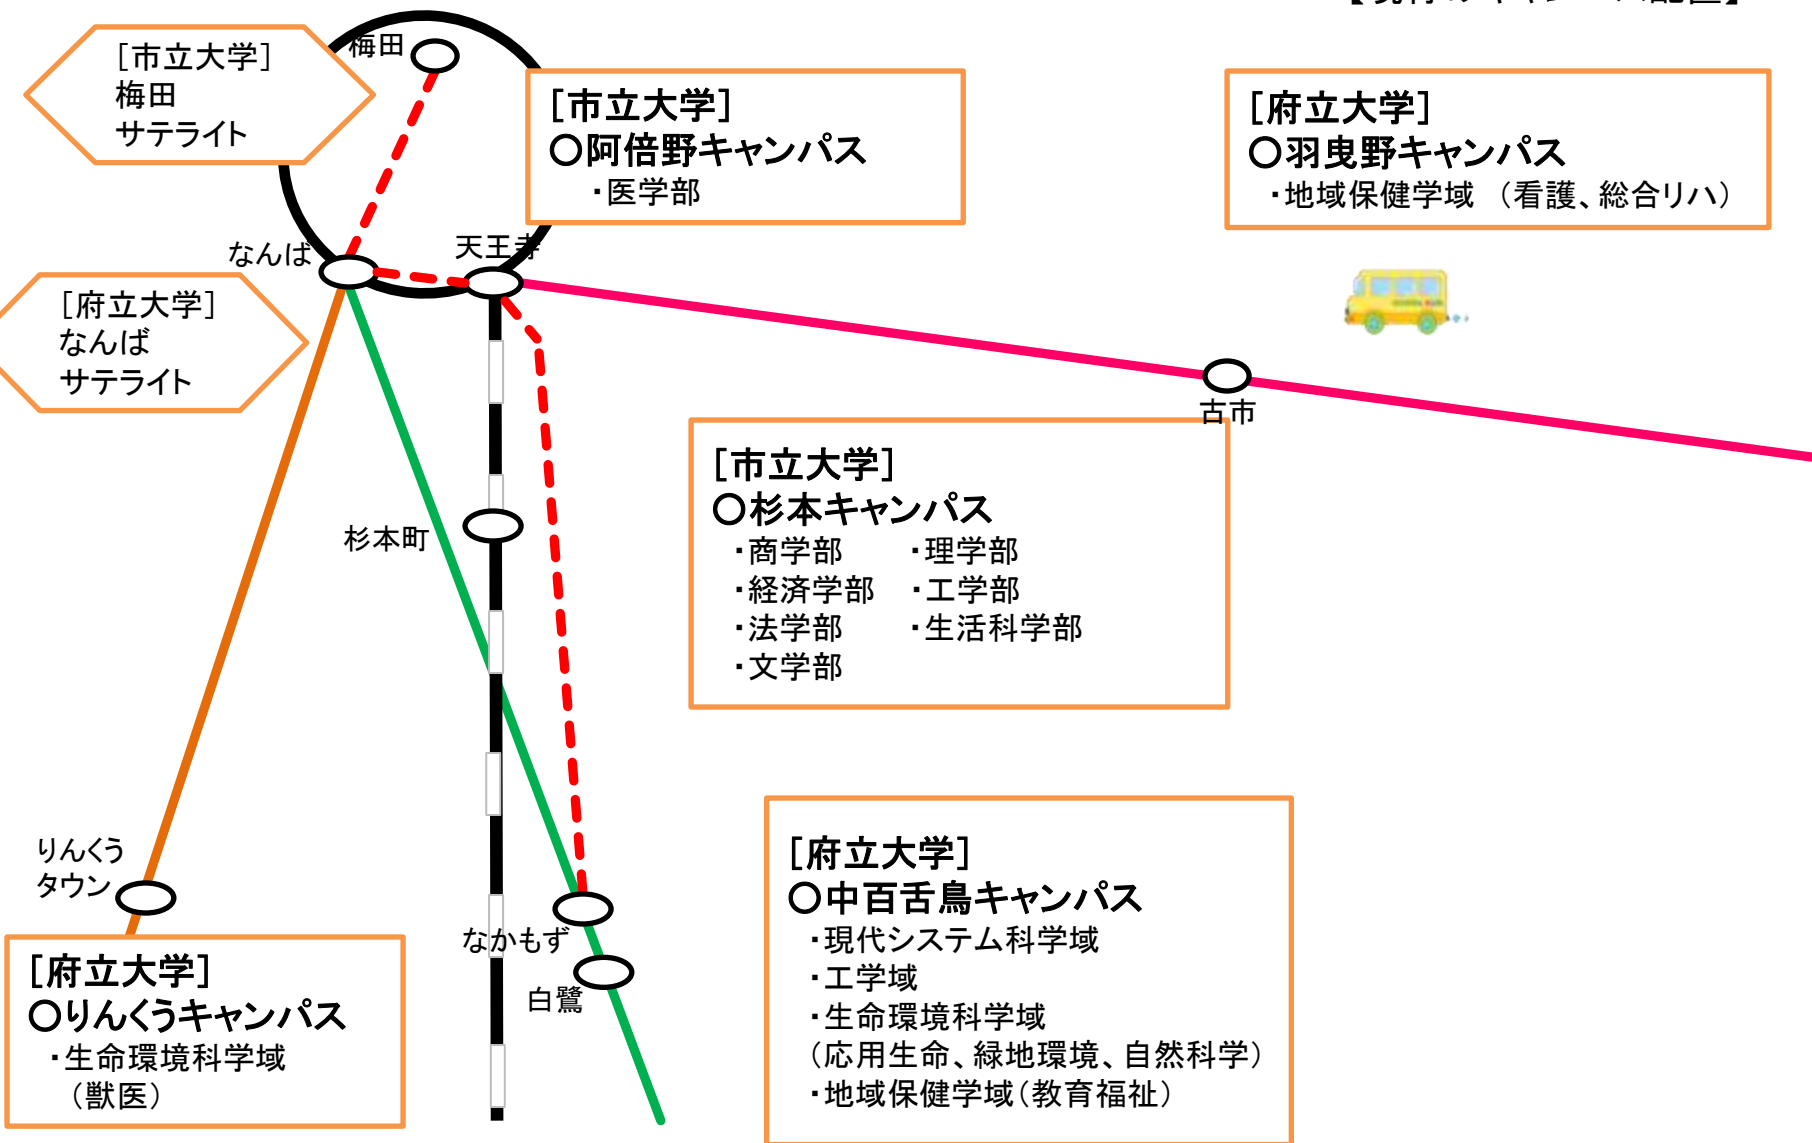 梅田
[市立大学]
梅田
サテライト
[市立大学]
○阿倍野キャンパス
・医学部
[府立大学]
○羽曳野キャンパス
・地域保健学域 （看護、総合リハ）
なんば
天王寺
[府立大学]
なんば
サテライト
古市
[市立大学]
○杉本キャンパス
・商学部 ・理学部
・経済学部 ・工学部
・法学部 ・生活科学部
・文学部
杉本町
りんくう
タウン
なかもず
白鷺
[府立大学]
○りんくうキャンパス
・生命環境科学域
（獣医）
[府立大学]
○中百舌鳥キャンパス
・現代システム科学域
・工学域
・生命環境科学域
（応用生命、緑地環境、自然科学）
・地域保健学域（教育福祉）